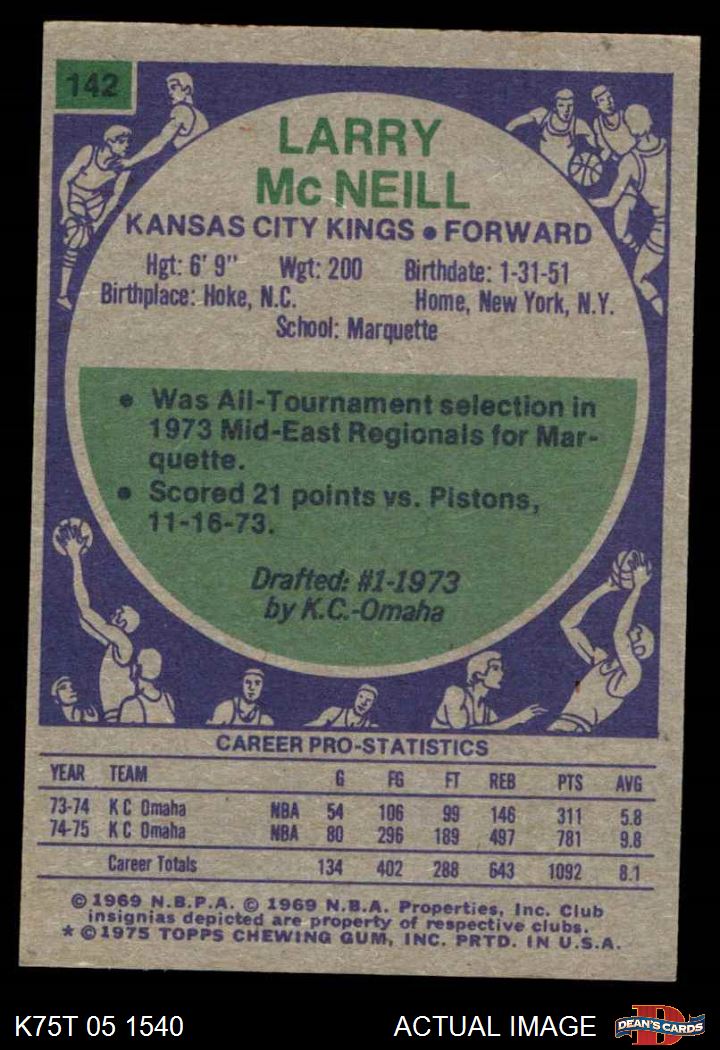 142
LARRY
Mc NEILL
KANSAS CITY KINGS • FORWARD
Hgt: 6' 9" Wgt: 200 Birthdate: 1-31-51
Birthplace: Hoke, N.C. Home, New York, N.Y.
School: Marquette
• Was All-Tournament selection in
1973 Mid-East Regionals for Mar-
quette.
• Scored 21 points vs. Pistons,
11-16-73.
Drafted: #1-1973
by K.C.-Omaha
CAREER PRO-STATISTICS
YEAR TEAM G FG FT REB PTS AVG
73-74 K C Omaha NBA 54 106 99 146 311 5.8
74-75 K C Omaha NBA 80 296 189 497 781 9.8
Career Totals 134 402 288 643 1092 8.1
© 1969 N.B.P.A. © 1969 N.B.A. Properties, Inc. Club
insignias depicted are property of respective clubs.
* © 1975 TOPPS CHEWING GUM, INC. PRTD. IN U.S.A.
K75T 05 1540 ACTUAL IMAGE D DEAN'S CARDS